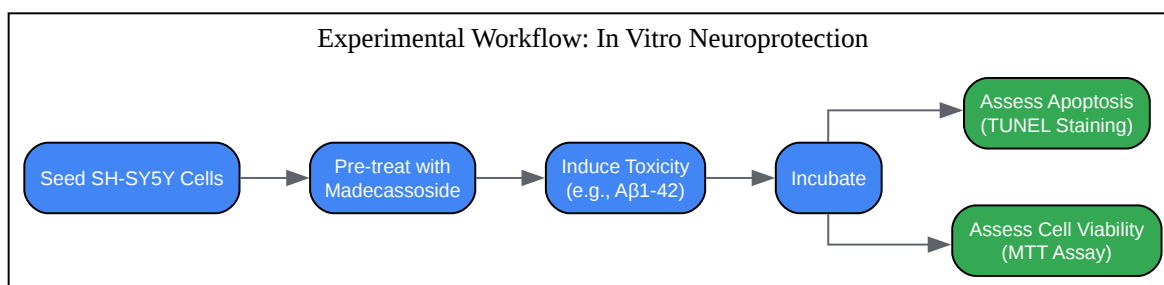 Experimental Workflow: In Vitro Neuroprotection
Seed SH-SY5Y Cells
Pre-treat with
Madecassoside
Induce Toxicity
(e.g., Aβ1-42)
Incubate
Assess Apoptosis
(TUNEL Staining)
Assess Cell Viability
(MTT Assay)